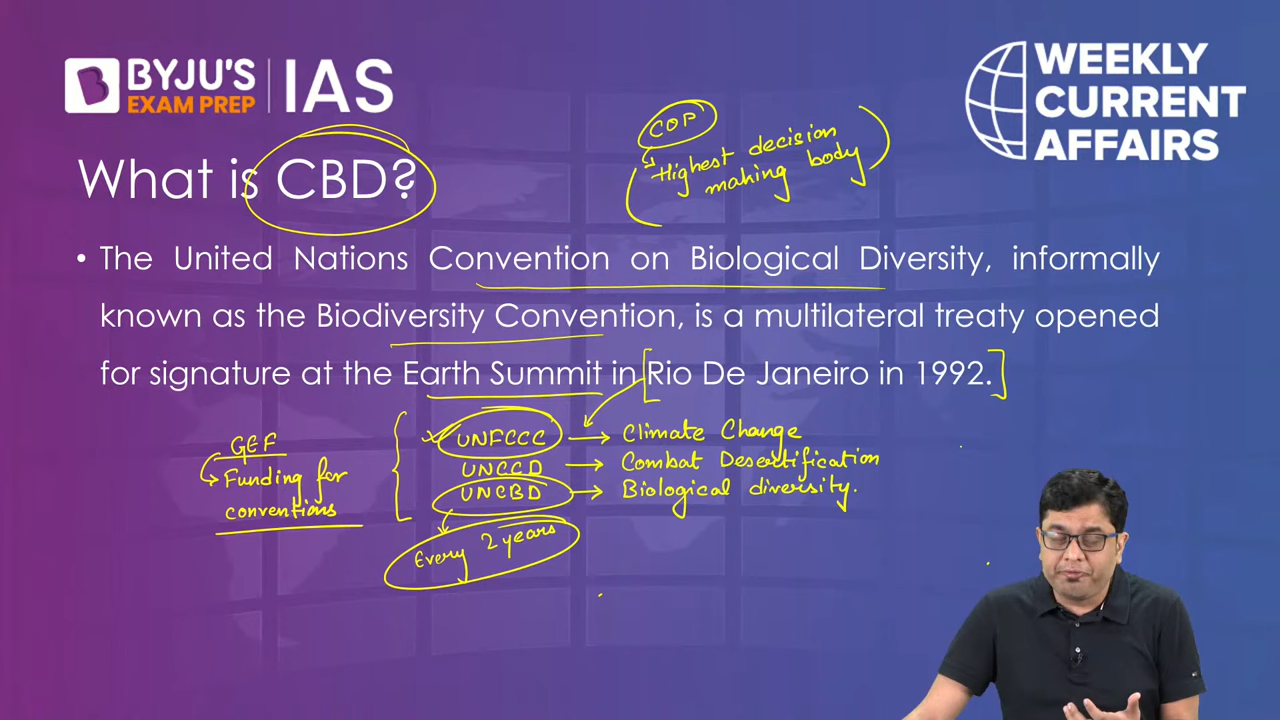 BYJU'S
EXAM PREP
IAS
WEEKLY
CURRENT
AFFAIRS
COP
Highest decision
making body
What is CBD?
• The United Nations Convention on Biological Diversity, informally
known as the Biodiversity Convention, is a multilateral treaty opened
for signature at the Earth Summit in [Rio De Janeiro in 1992.]
GEF
Funding for
conventions
UNFCCC → Climate Change
UNCCD → Combat Desertification
UNCBD → Biological diversity.
Every 2 years